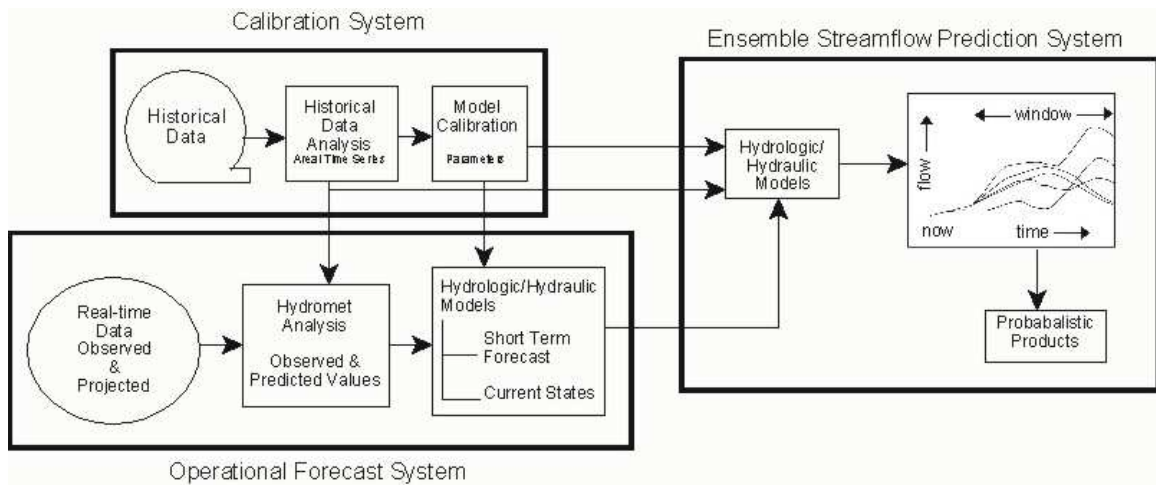 Calibration System
Historical
Data
Historical
Data
Analysis
Areal Time Series
Model
Calibration
Parameters
Ensemble Streamflow Prediction System
Hydrologic/
Hydraulic
Models
window
flow
now
time
Probabalistic
Products
Real-time
Data
Observed
&
Projected
Hydromet
Analysis
Observed &
Predicted Values
Hydrologic/Hydraulic
Models
Short Term
Forecast
Current States
Operational Forecast System